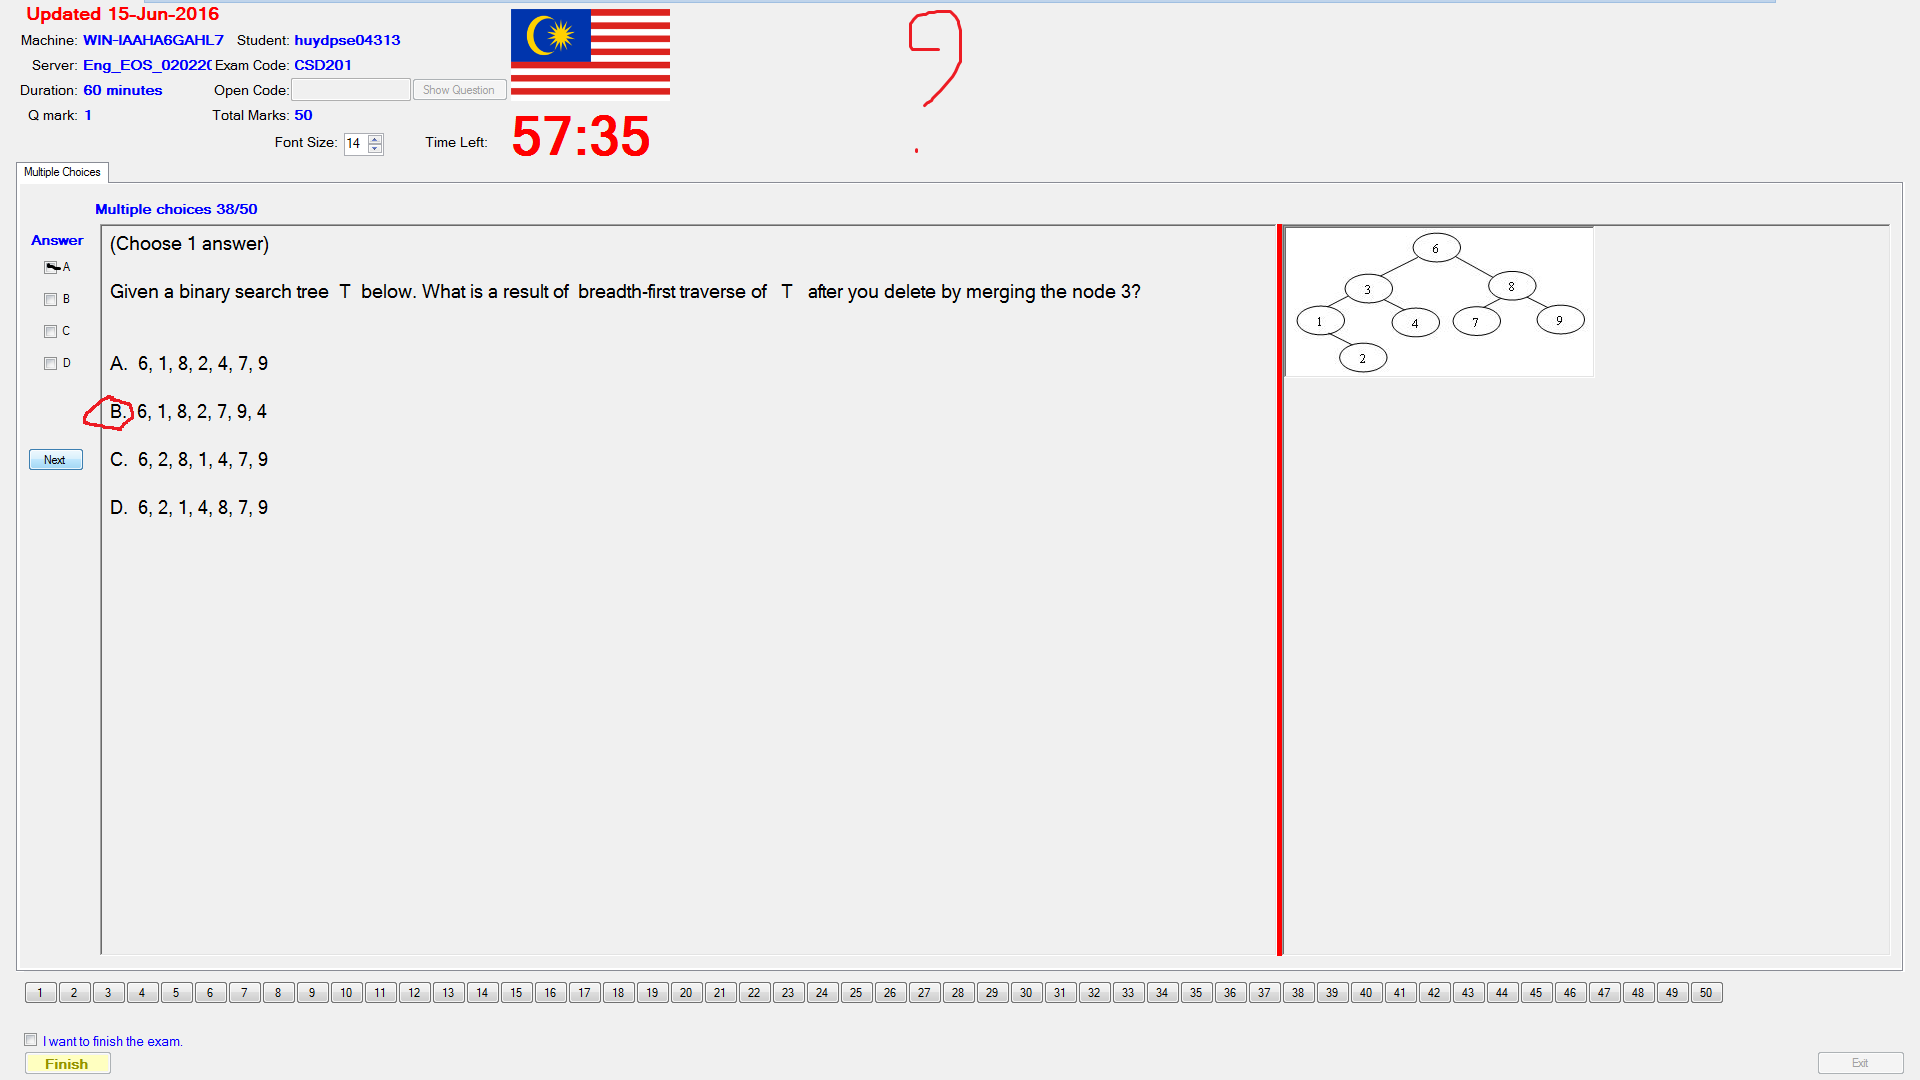 Updated 15-Jun-2016
Machine: WIN-IAAHA6GAHL7 Student: huydpse04313
Server: Eng_EOS_020220 Exam Code: CSD201
Duration: 60 minutes Open Code: Show Question
Q mark: 1 Total Marks: 50
Font Size: 14 Time Left: 57:35
?
Multiple Choices
Multiple choices 38/50
Answer
A
B
C
D
Next
(Choose 1 answer)
Given a binary search tree T below. What is a result of breadth-first traverse of T after you delete by merging the node 3?
A. 6, 1, 8, 2, 4, 7, 9
B. 6, 1, 8, 2, 7, 9, 4
C. 6, 2, 8, 1, 4, 7, 9
D. 6, 2, 1, 4, 8, 7, 9
6
3 8
1 4 7 9
2
1 2 3 4 5 6 7 8 9 10 11 12 13 14 15 16 17 18 19 20 21 22 23 24 25 26 27 28 29 30 31 32 33 34 35 36 37 38 39 40 41 42 43 44 45 46 47 48 49 50
I want to finish the exam.
Finish
Exit